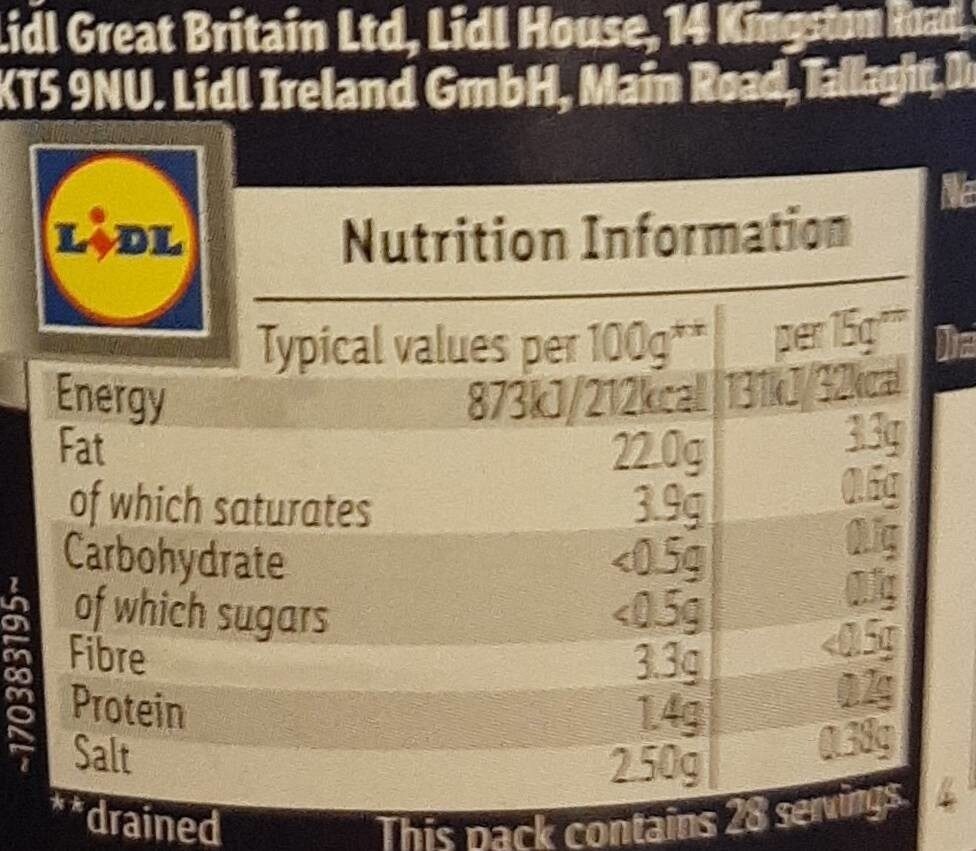 Lidl Great Britain Ltd, Lidl House, 14 Kingston Road,
KT5 9NU. Lidl Ireland GmbH, Main Road, Tallaght,
LiDL
Nutrition Information
Typical values per 100g** per 15g**
Energy 873kJ/212kcal 131kJ/32kcal
Fat 22.0g 3.3g
of which saturates 3.9g 0.6g
Carbohydrate <0.5g 0.1g
of which sugars <0.5g 0.1g
Fibre 3.3g <0.5g
Protein 1.4g 0.2g
Salt 2.50g 0.38g
**drained This pack contains 28 servings.
~170383195~